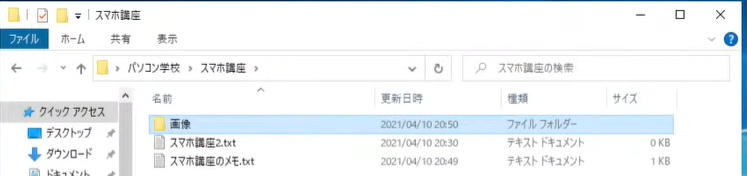 スマホ講座
ファイル ホーム 共有 表示
パソコン学校 スマホ講座 スマホ講座の検索
名前 更新日時 種類 サイズ
クイック アクセス
画像 2021/04/10 20:50 ファイル フォルダー
デスクトップ
スマホ講座2.txt 2021/04/10 20:30 テキスト ドキュメント 0 KB
ダウンロード
スマホ講座のメモ.txt 2021/04/10 20:49 テキスト ドキュメント 1 KB
ドキュメント